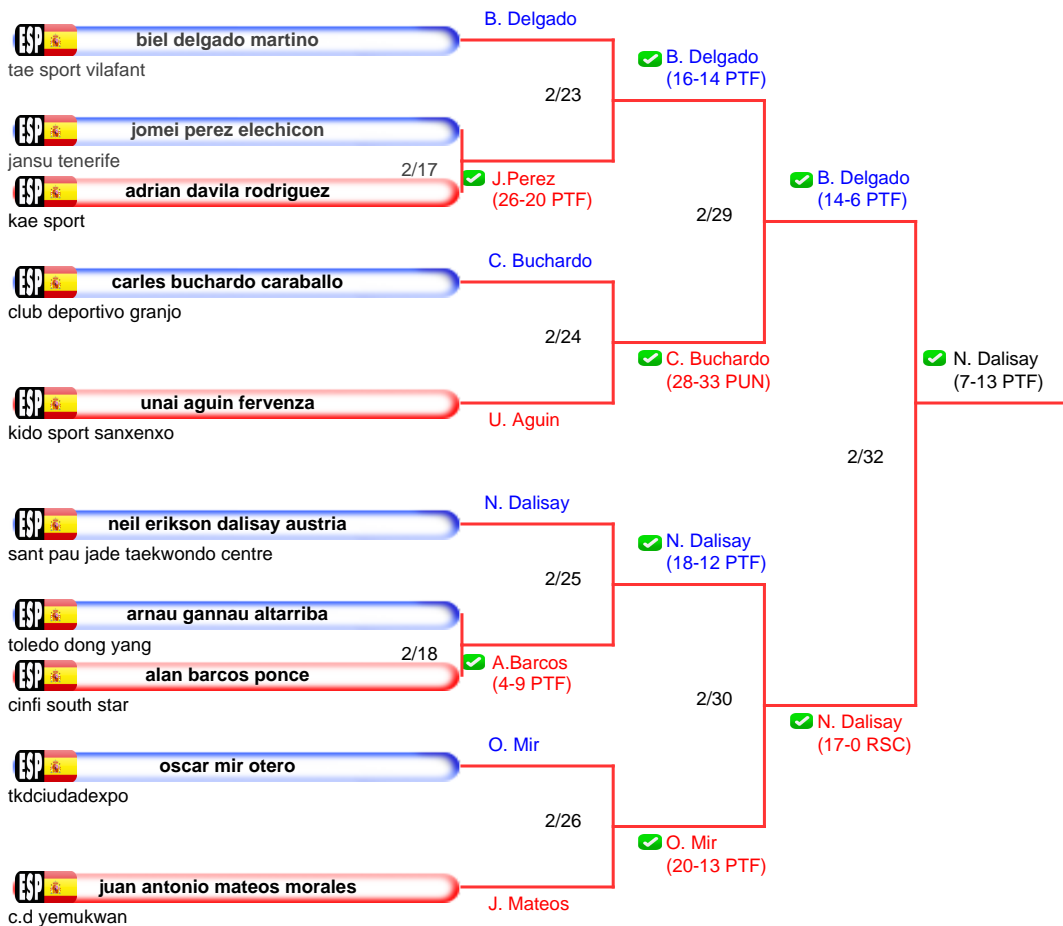 B. Delgado
ESP biel delgado martino
tae sport vilafant
B. Delgado
(16-14 PTF)
2/23
ESP jomei perez elechicon
jansu tenerife
2/17
ESP adrian davila rodriguez
kae sport
J.Perez
(26-20 PTF)
B. Delgado
(14-6 PTF)
2/29
C. Buchardo
ESP carles buchardo caraballo
club deportivo granjo
2/24
C. Buchardo
(28-33 PUN)
N. Dalisay
(7-13 PTF)
ESP unai aguin fervenza
kido sport sanxenxo
U. Aguin
2/32
N. Dalisay
ESP neil erikson dalisay austria
sant pau jade taekwondo centre
N. Dalisay
(18-12 PTF)
2/25
ESP arnau gannau altarriba
toledo dong yang
2/18
ESP alan barcos ponce
cinfi south star
A.Barcos
(4-9 PTF)
2/30
N. Dalisay
(17-0 RSC)
O. Mir
ESP oscar mir otero
tkdciudadexpo
2/26
O. Mir
(20-13 PTF)
ESP juan antonio mateos morales
c.d yemukwan
J. Mateos